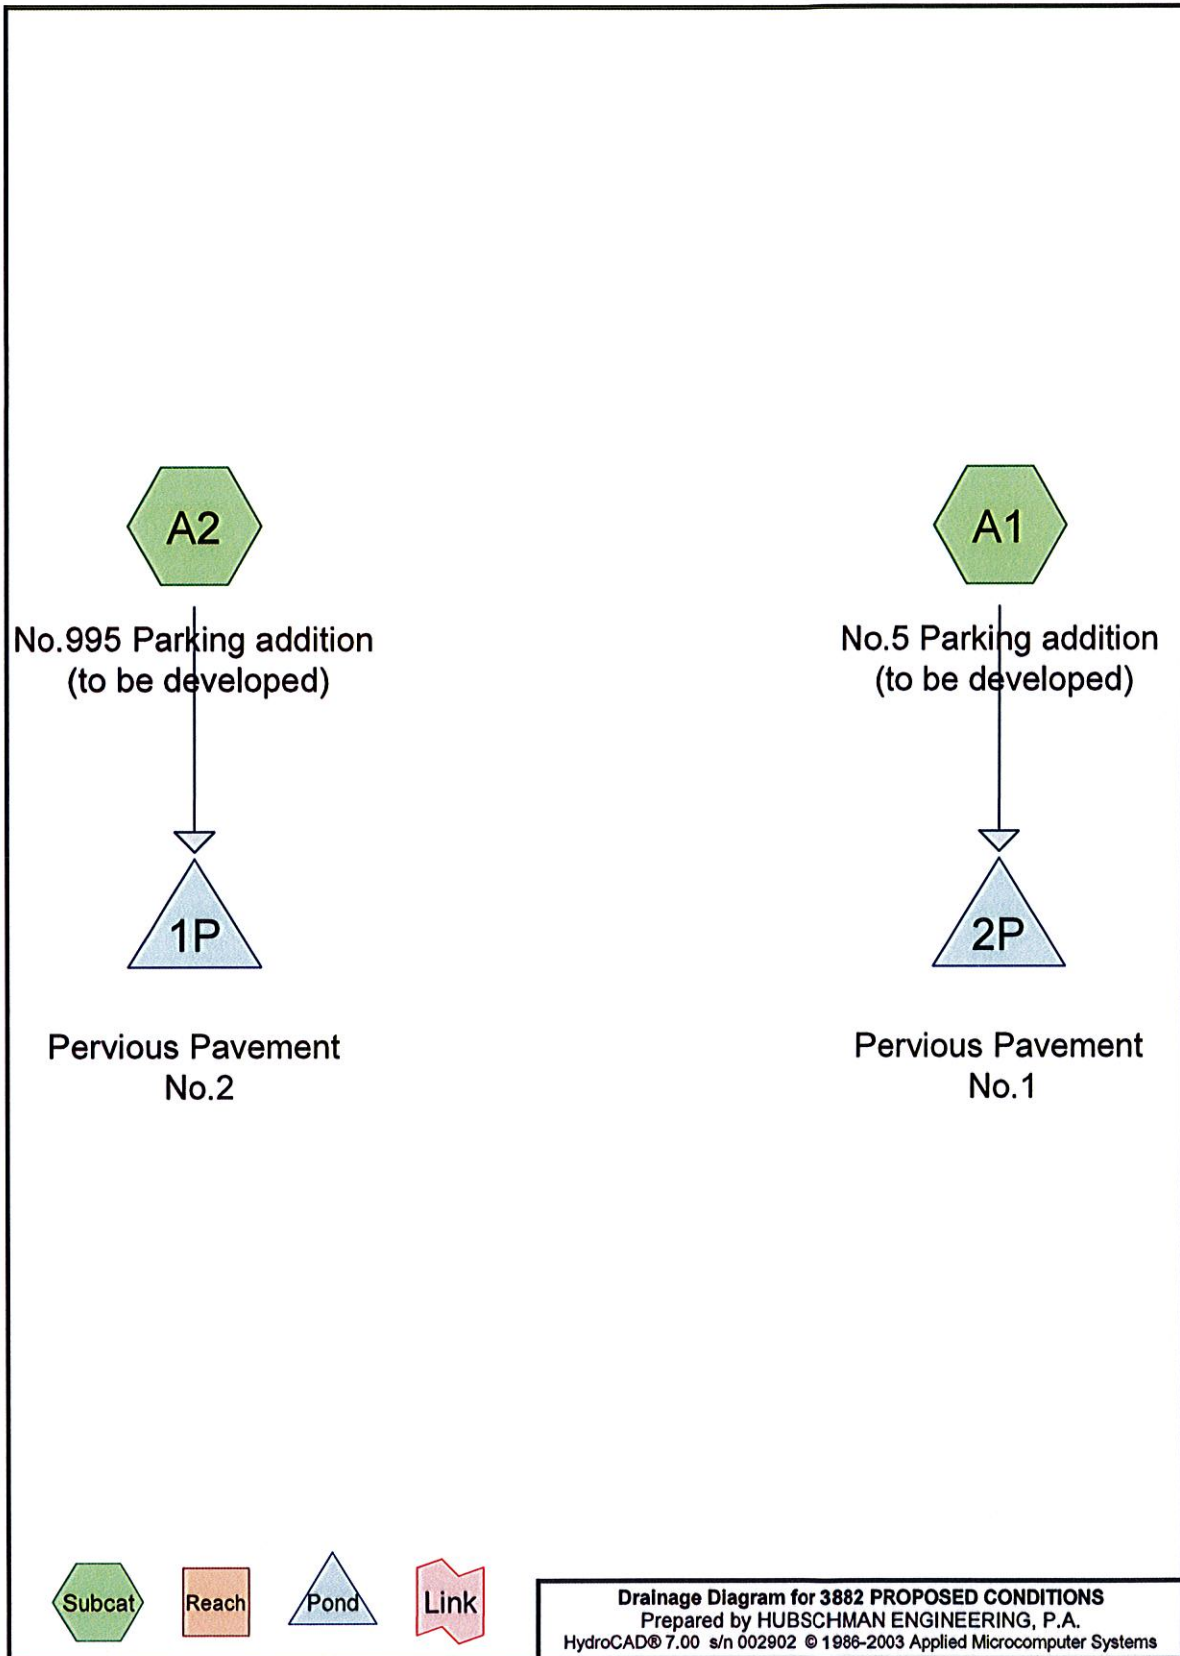 A2
No.995 Parking addition
(to be developed)
1P
Pervious Pavement
No.2
A1
No.5 Parking addition
(to be developed)
2P
Pervious Pavement
No.1
Subcat
Reach
Pond
Link
Drainage Diagram for 3882 PROPOSED CONDITIONS
Prepared by HUBSCHMAN ENGINEERING, P.A.
HydroCAD® 7.00 s/n 002902 © 1986-2003 Applied Microcomputer Systems